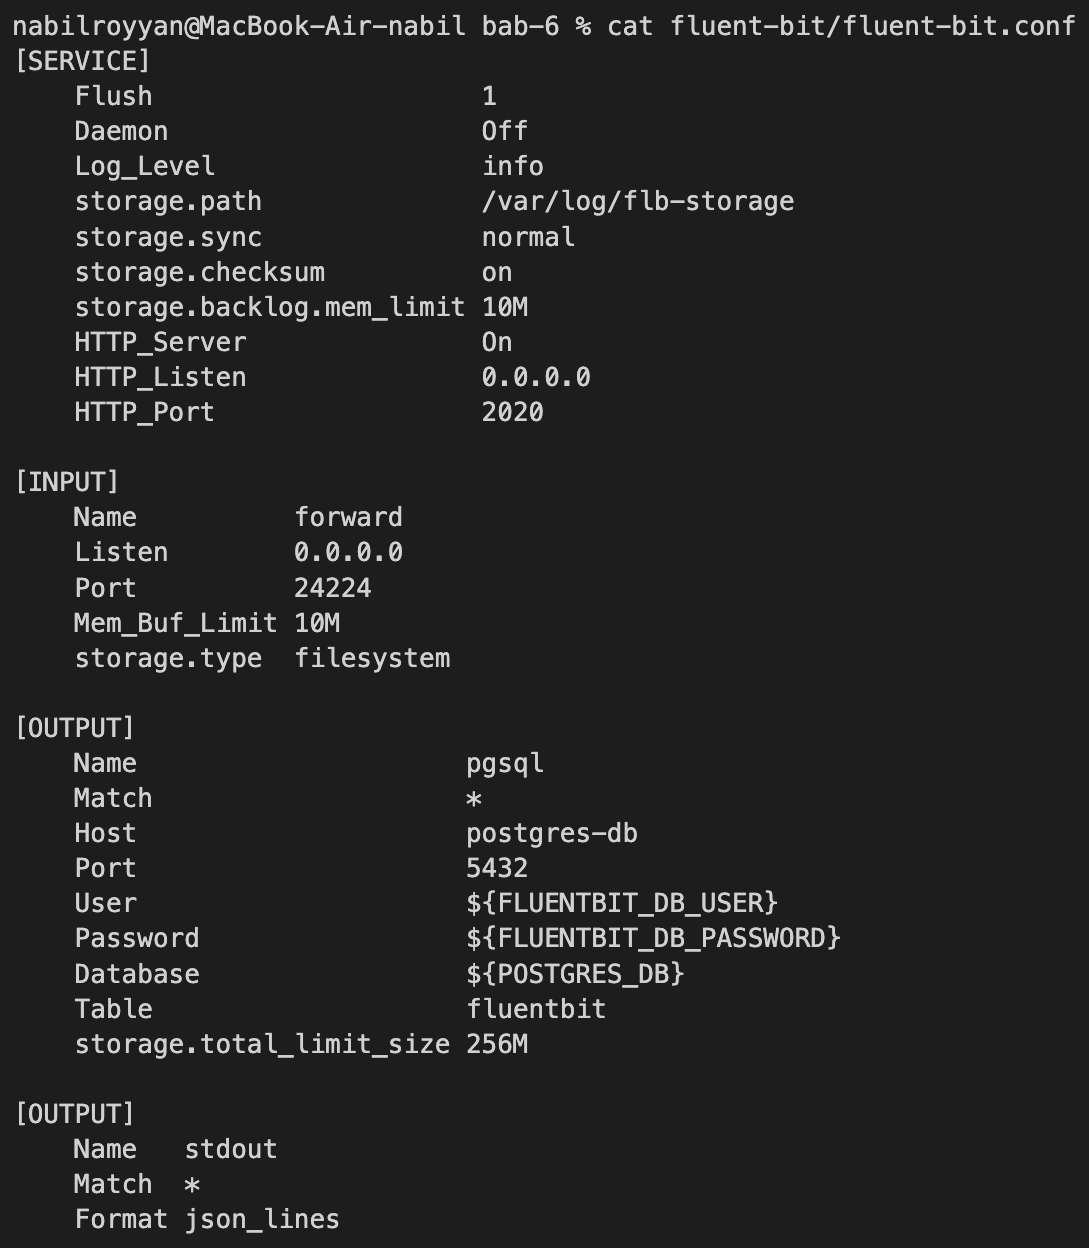 nabilroyyan@MacBook-Air-nabil bab-6 % cat fluent-bit/fluent-bit.conf
[SERVICE]
    Flush                     1
    Daemon                    Off
    Log_Level                 info
    storage.path              /var/log/flb-storage
    storage.sync              normal
    storage.checksum          on
    storage.backlog.mem_limit 10M
    HTTP_Server               On
    HTTP_Listen               0.0.0.0
    HTTP_Port                 2020

[INPUT]
    Name          forward
    Listen        0.0.0.0
    Port          24224
    Mem_Buf_Limit 10M
    storage.type  filesystem

[OUTPUT]
    Name                     pgsql
    Match                    *
    Host                     postgres-db
    Port                     5432
    User                     ${FLUENTBIT_DB_USER}
    Password                 ${FLUENTBIT_DB_PASSWORD}
    Database                 ${POSTGRES_DB}
    Table                    fluentbit
    storage.total_limit_size 256M

[OUTPUT]
    Name   stdout
    Match  *
    Format json_lines